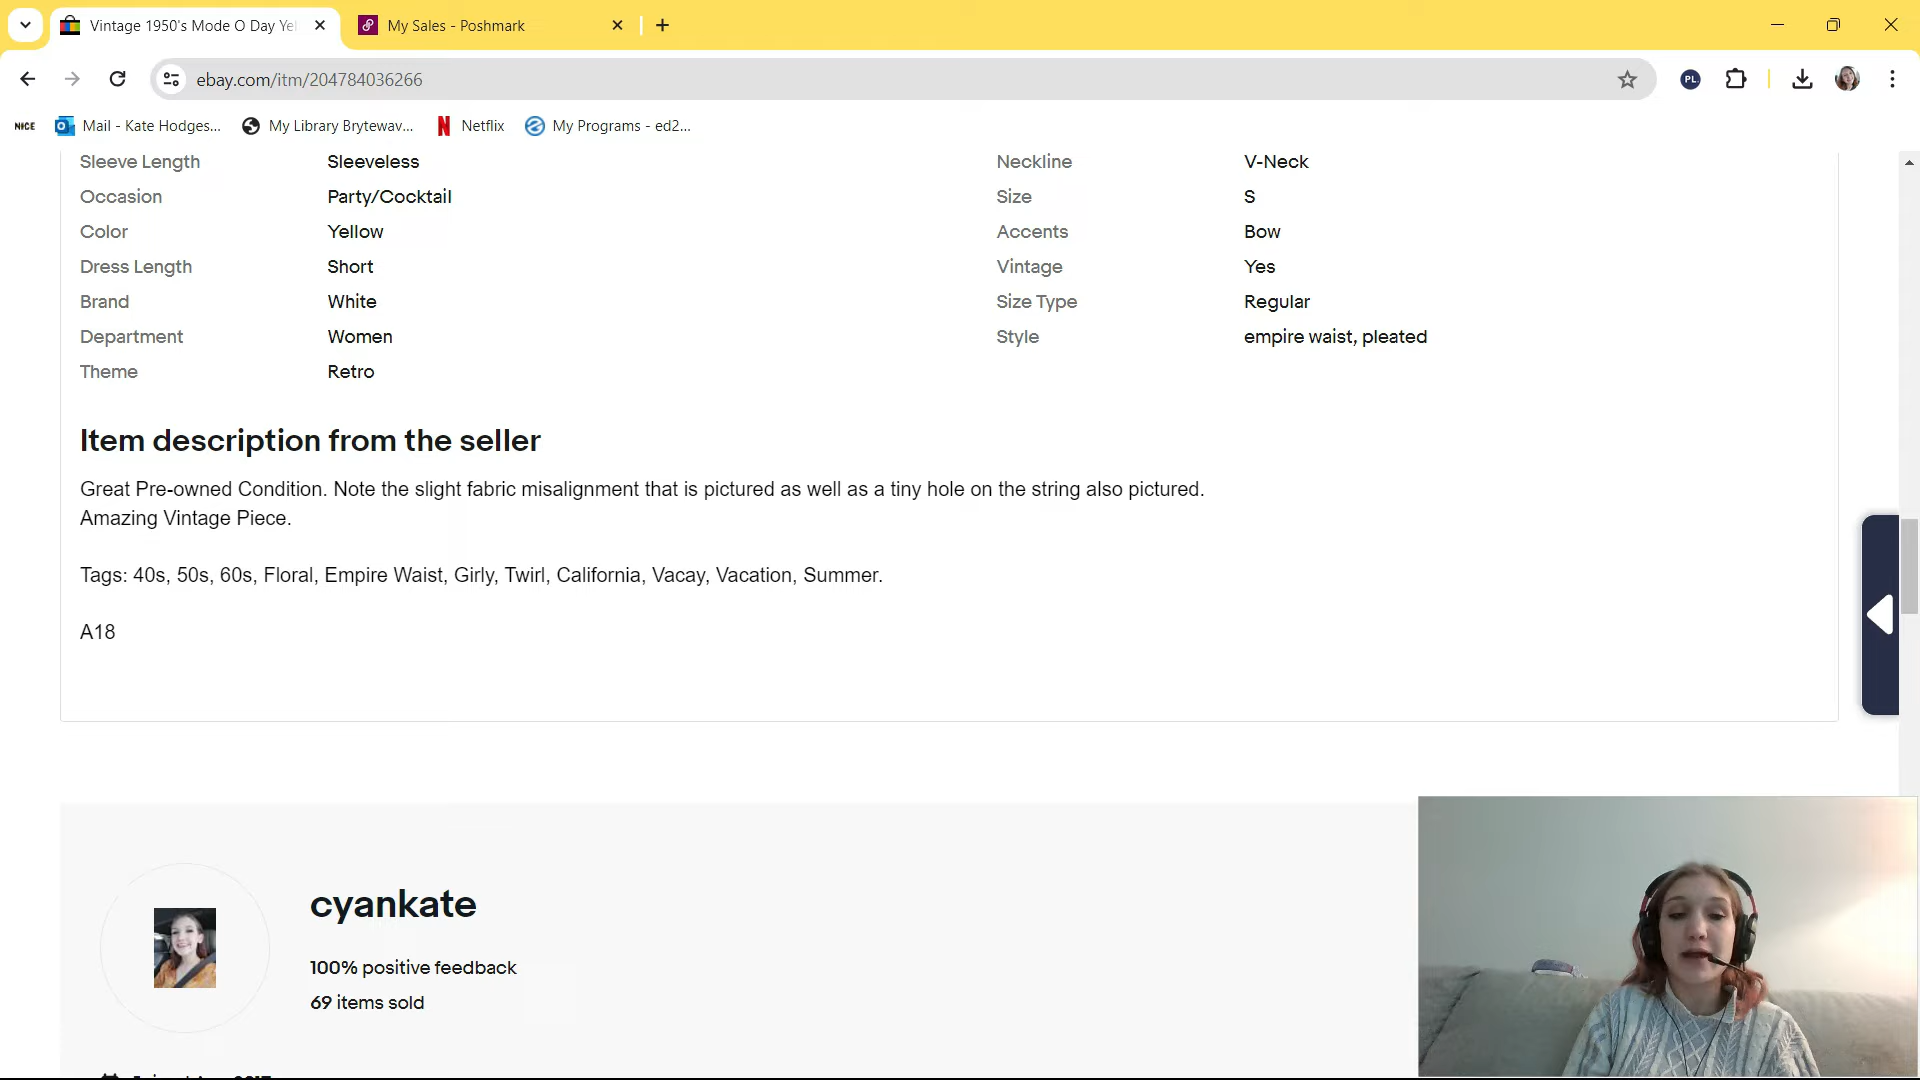 Vintage 1950's Mode O Day Yel
My Sales - Poshmark
ebay.com/itm/204784036266
PL
NICE
Mail - Kate Hodges...
My Library Brytewav...
Netflix
My Programs - ed2...
Sleeve Length Sleeveless Neckline V-Neck
Occasion Party/Cocktail Size S
Color Yellow Accents Bow
Dress Length Short Vintage Yes
Brand White Size Type Regular
Department Women Style empire waist, pleated
Theme Retro
Item description from the seller
Great Pre-owned Condition. Note the slight fabric misalignment that is pictured as well as a tiny hole on the string also pictured.
Amazing Vintage Piece.
Tags: 40s, 50s, 60s, Floral, Empire Waist, Girly, Twirl, California, Vacay, Vacation, Summer.
A18
cyankate
100% positive feedback
69 items sold